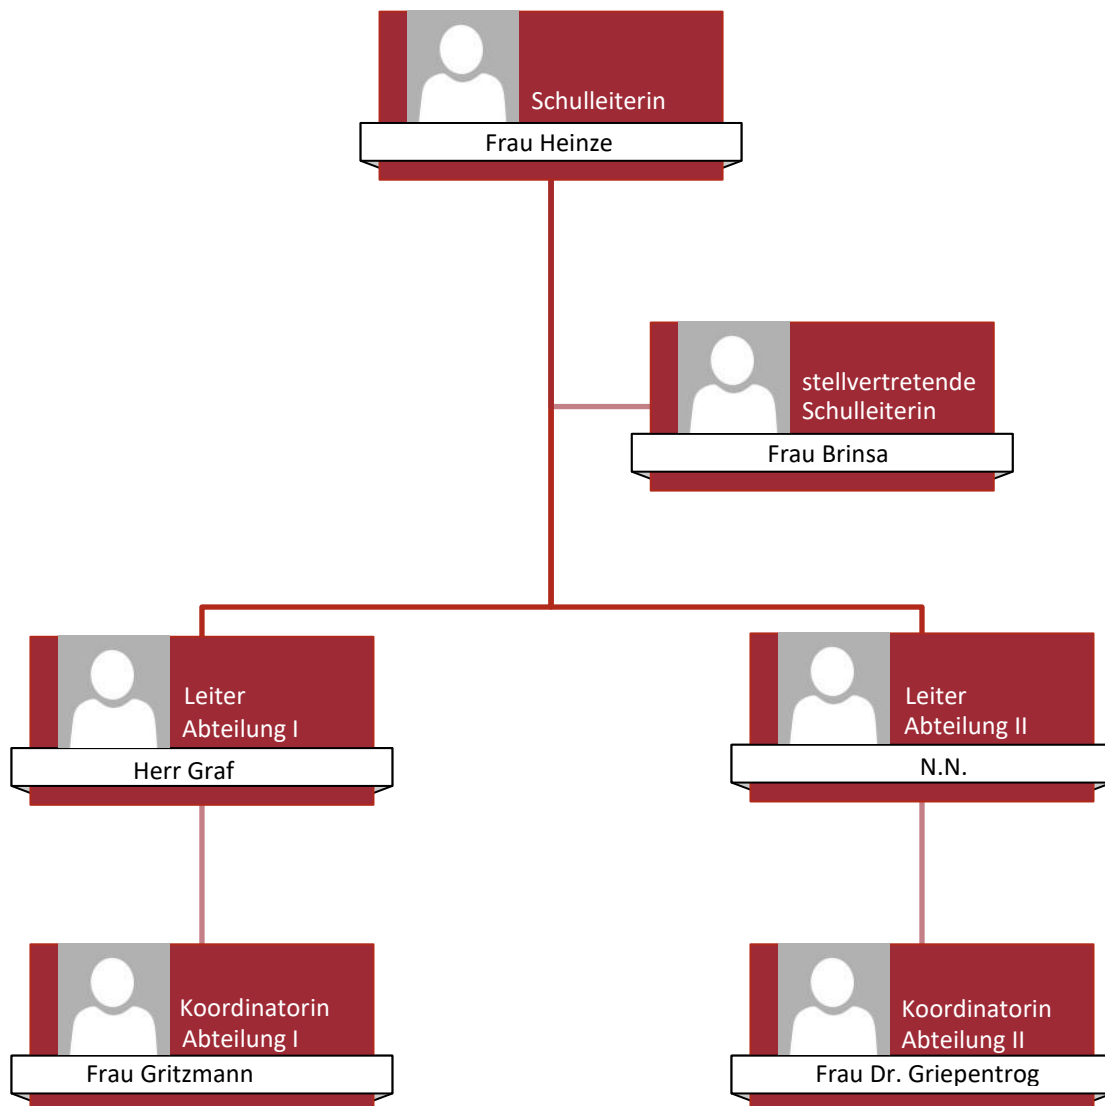 Schulleiterin
Frau Heinze
stellvertretende
Schulleiterin
Frau Brinsa
Leiter
Abteilung I
Herr Graf
Leiter
Abteilung II
N.N.
Koordinatorin
Abteilung I
Frau Gritzmann
Koordinatorin
Abteilung II
Frau Dr. Griepentrog